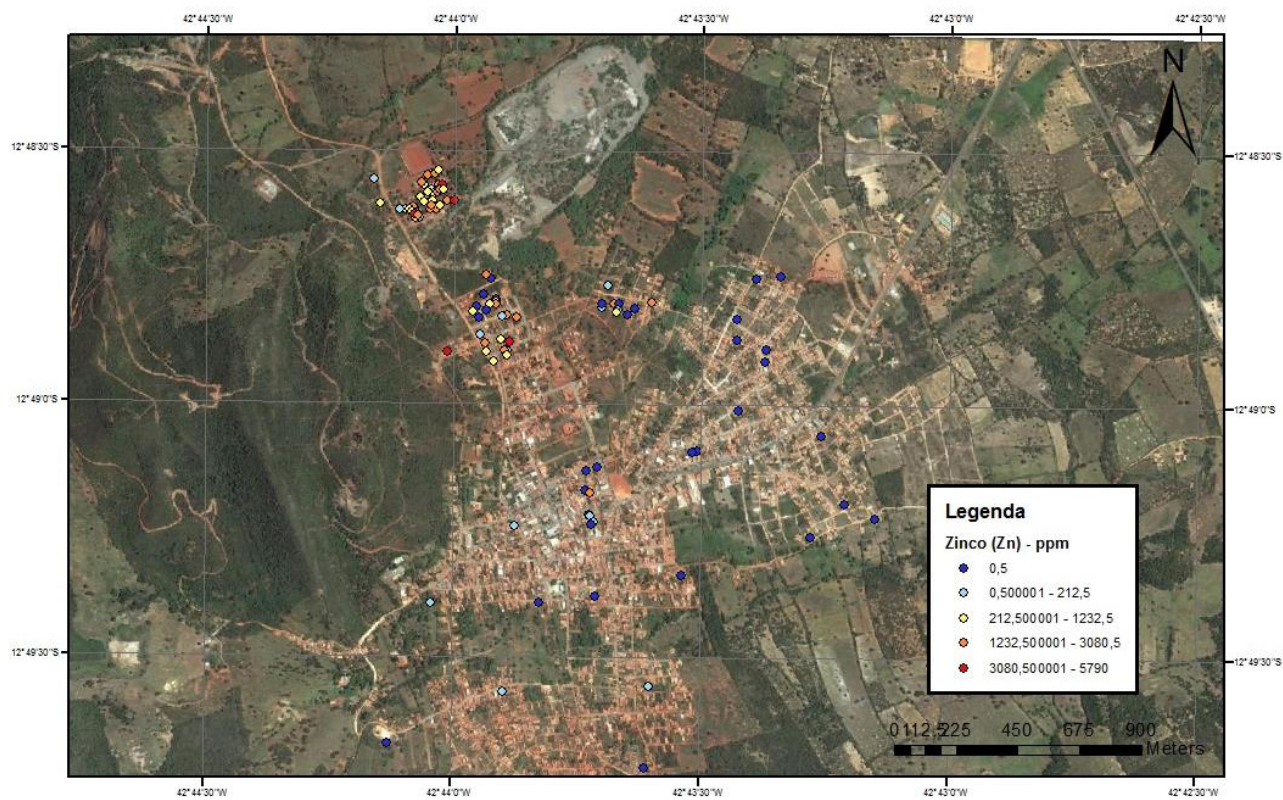 42°44'30"W 42°44'0"W 42°43'30"W 42°43'0"W 42°42'30"W
N
12°48'30"S 12°48'30"S
12°49'0"S 12°49'0"S
Legenda
Zinco (Zn) - ppm
0,5
0,500001 - 212,5
212,500001 - 1232,5
1232,500001 - 3080,5
3080,500001 - 5790
12°49'30"S 12°49'30"S
0 112,5 225 450 675 900
Meters
42°44'30"W 42°44'0"W 42°43'30"W 42°43'0"W 42°42'30"W